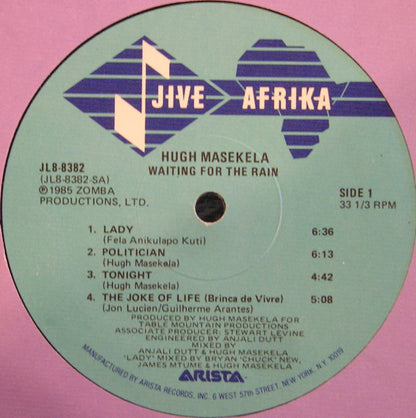 JIVE AFRIKA
HUGH MASEKELA
WAITING FOR THE RAIN
JL8-8382
(JL8-8382-SA)
℗1985 ZOMBA
PRODUCTIONS, LTD.
SIDE 1
33 1/3 RPM
1. LADY 6:36
(Fela Anikulapo Kuti)
2. POLITICIAN 6:13
(Hugh Masekela)
3. TONIGHT 4:42
(Hugh Masekela)
4. THE JOKE OF LIFE (Brinca de Vivre) 5:08
(Jon Lucien/Guilherme Arantes)
PRODUCED BY HUGH MASEKELA FOR
TABLE MOUNTAIN PRODUCTIONS
ASSOCIATE PRODUCER: STEWART LEVINE
ENGINEERED BY ANJALI DUTT
MIXED BY
ANJALI DUTT & HUGH MASEKELA
"LADY" MIXED BY BRYAN "CHUCK" NEW,
JAMES MTUME & HUGH MASEKELA
ARISTA
MANUFACTURED BY ARISTA RECORDS, INC. 6 WEST 57th STREET, NEW YORK, N.Y. 10019